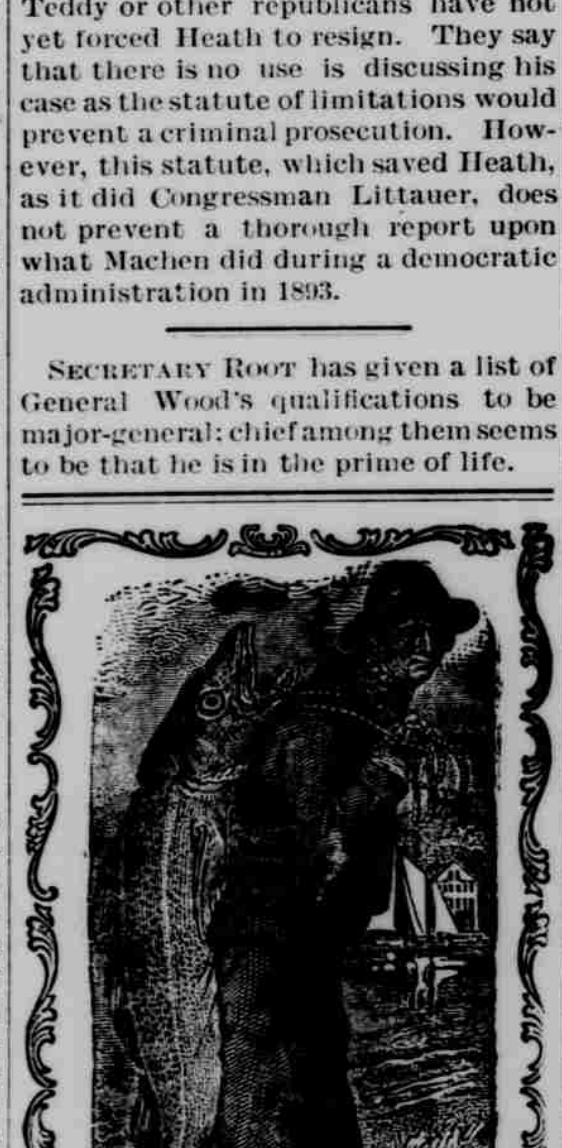 Teddy or other republicans have not
yet forced Heath to resign. They say
that there is no use is discussing his
case as the statute of limitations would
prevent a criminal prosecution. How-
ever, this statute, which saved Heath,
as it did Congressman Littauer, does
not prevent a thorough report upon
what Machen did during a democratic
administration in 1893.
SECRETARY ROOT has given a list of
General Wood's qualifications to be
major-general; chief among them seems
to be that he is in the prime of life.